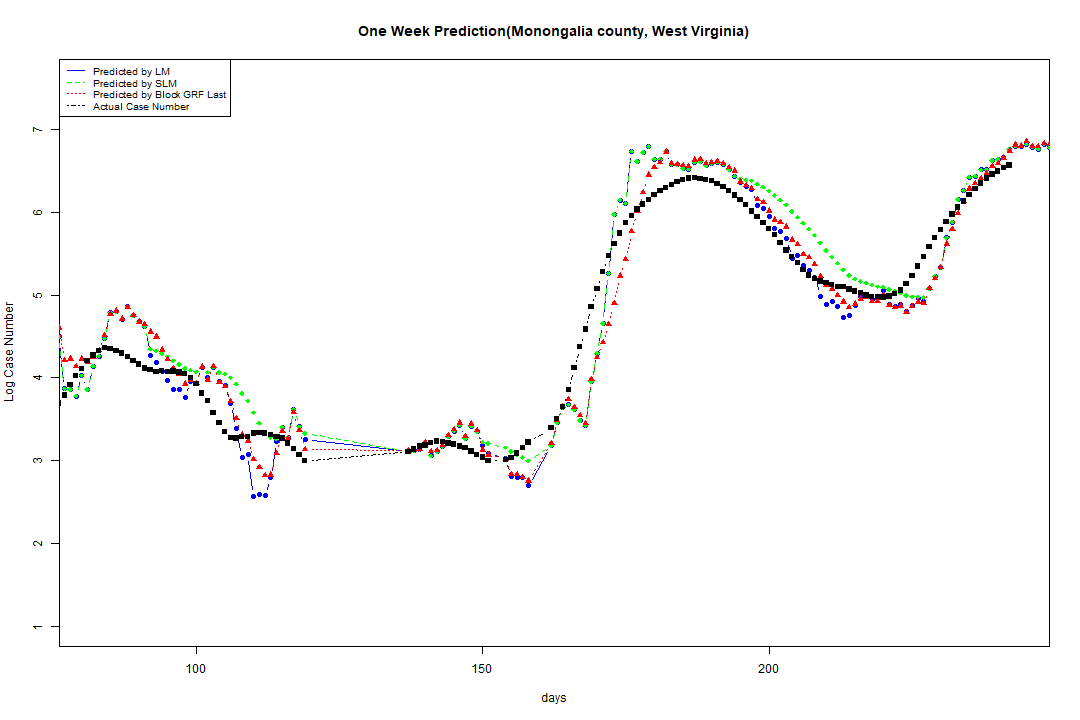 One Week Prediction(Monongalia county, West Virginia)
Predicted by LM
Predicted by SLM
Predicted by Block GRF Last
Actual Case Number
7
6
5
4
3
2
1
Log Case Number
100 150 200
days